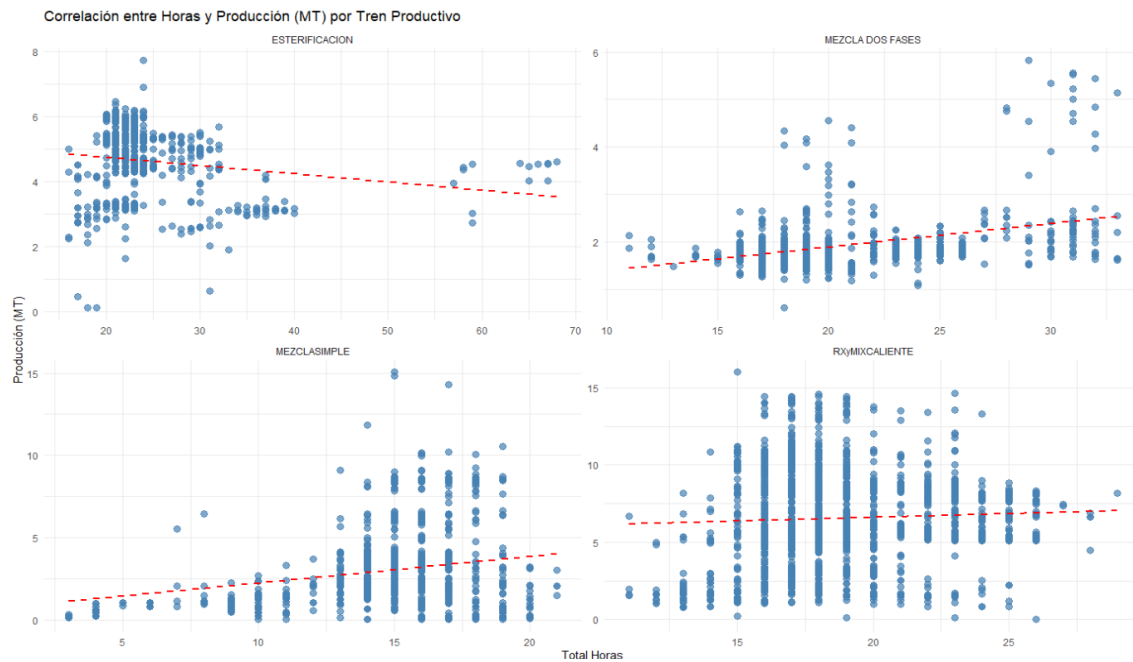 Correlación entre Horas y Producción (MT) por Tren Productivo
ESTERIFICACION
8
6
4
2
0
20 30 40 50 60 70
MEZCLA DOS FASES
6
4
2
10 15 20 25 30
Producción (MT)
MEZCLASIMPLE
15
10
5
0
5 10 15 20
RXyMIXCALIENTE
15
10
5
0
15 20 25
Total Horas